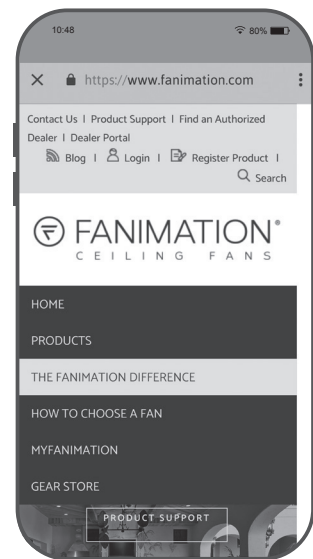 10:48 80%
https://www.fanimation.com
Contact Us | Product Support | Find an Authorized
Dealer | Dealer Portal
Blog | Login | Register Product |
Search
FANIMATION®
CEILING FANS
HOME
PRODUCTS
THE FANIMATION DIFFERENCE
HOW TO CHOOSE A FAN
MYFANIMATION
GEAR STORE
PRODUCT SUPPORT